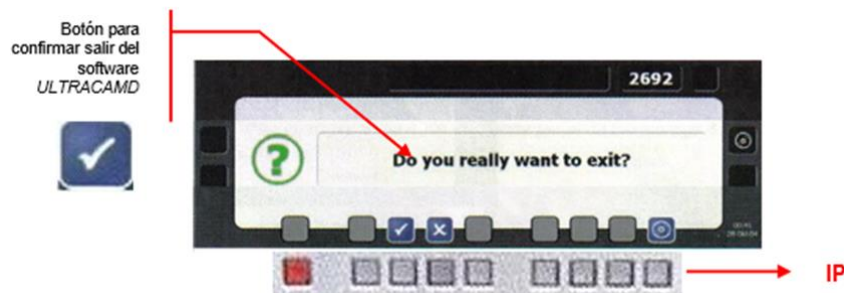 Botón para
confirmar salir del
software
ULTRACAMD
2692
Do you really want to exit?
IP